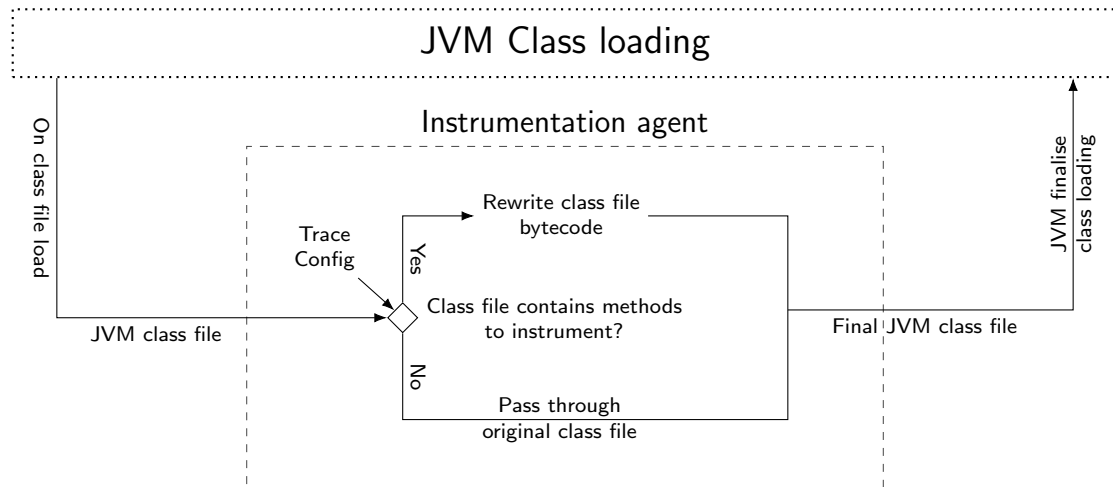 JVM Class loading
On class file load
Instrumentation agent
JVM finalise
class loading
Rewrite class file
bytecode
Trace
Config
Yes
Class file contains methods
to instrument?
JVM class file
Final JVM class file
No
Pass through
original class file